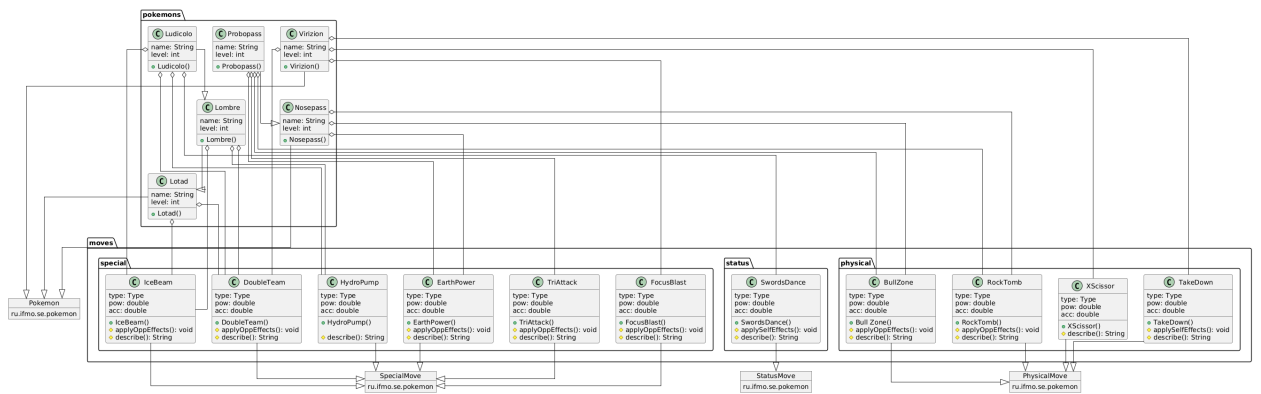 pokemons
C Ludicolo
name: String
level: int
Ludicolo()
C Probopass
name: String
level: int
Probopass()
C Virizion
name: String
level: int
Virizion()
C Lombre
name: String
level: int
Lombre()
C Nosepass
name: String
level: int
Nosepass()
C Lotad
name: String
level: int
Lotad()
moves
special
C IceBeam
type: Type
pow: double
acc: double
IceBeam()
applyOppEffects(): void
describe(): String
C DoubleTeam
type: Type
pow: double
acc: double
DoubleTeam()
applyOppEffects(): void
describe(): String
C HydroPump
type: Type
pow: double
acc: double
HydroPump()
describe(): String
C EarthPower
type: Type
pow: double
acc: double
EarthPower()
applyOppEffects(): void
describe(): String
C TriAttack
type: Type
pow: double
acc: double
TriAttack()
applyOppEffects(): void
describe(): String
C FocusBlast
type: Type
pow: double
acc: double
FocusBlast()
applyOppEffects(): void
describe(): String
status
C SwordsDance
type: Type
pow: double
acc: double
SwordsDance()
applySelfEffects(): void
describe(): String
physical
C BullZone
type: Type
pow: double
acc: double
Bull Zone()
applyOppEffects(): void
describe(): String
C RockTomb
type: Type
pow: double
acc: double
RockTomb()
applyOppEffects(): void
describe(): String
C XScissor
type: Type
pow: double
acc: double
XScissor()
describe(): String
C TakeDown
type: Type
pow: double
acc: double
TakeDown()
applySelfEffects(): void
describe(): String
Pokemon
ru.ifmo.se.pokemon
SpecialMove
ru.ifmo.se.pokemon
StatusMove
ru.ifmo.se.pokemon
PhysicalMove
ru.ifmo.se.pokemon